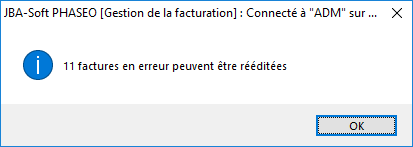 JBA-Soft PHASEO [Gestion de la facturation] : Connecté à "ADM" sur ...
11 factures en erreur peuvent être rééditées
OK